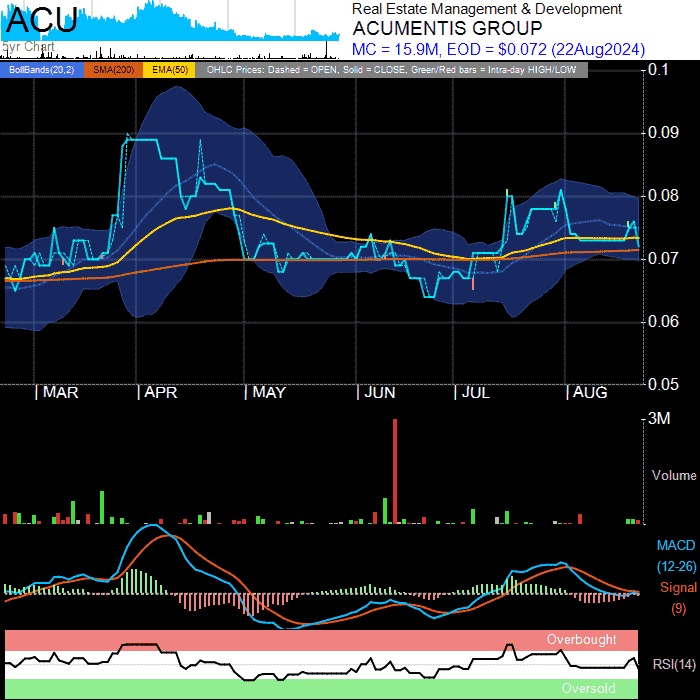 ACU
5yr Chart
Real Estate Management & Development
ACUMENTIS GROUP
MC = 15.9M, EOD = $0.072 (22Aug2024)
BollBands(20,2) SMA(200) EMA(50) OHLC Prices: Dashed = OPEN, Solid = CLOSE, Green/Red bars = Intra-day HIGH/LOW
0.1
0.09
0.08
0.07
0.06
0.05
MAR APR MAY JUN JUL AUG
3M
Volume
MACD
(12-26)
Signal
(9)
Overbought
RSI(14)
Oversold